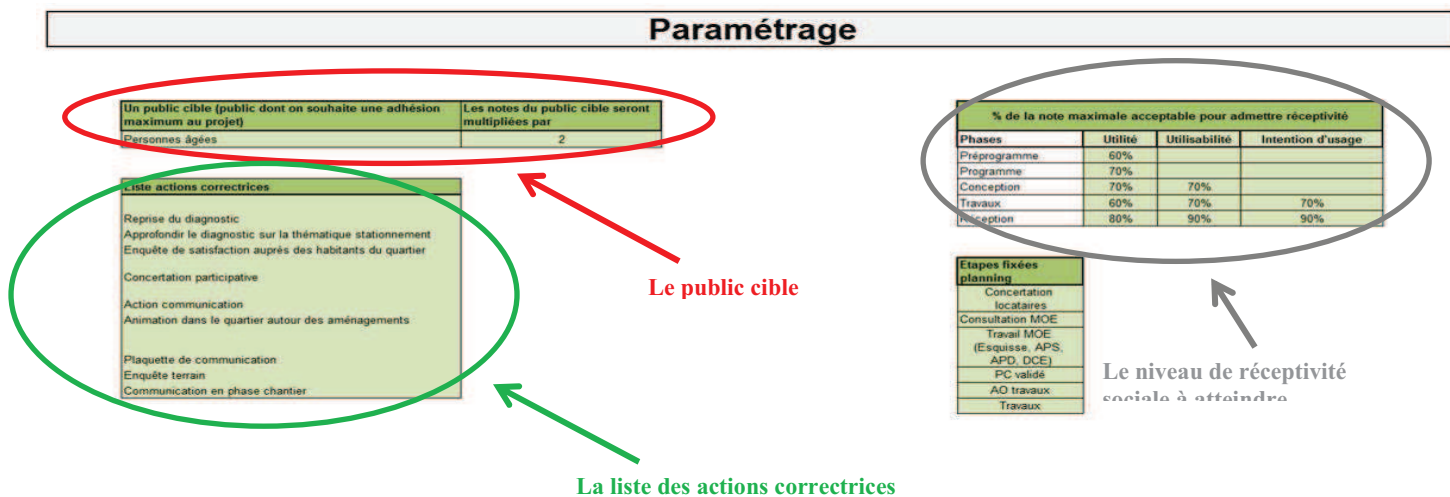 Paramétrage
Un public cible (public dont on souhaite une adhésion maximum au projet) Les notes du public cible seront multipliées par
Personnes âgées 2
Liste actions correctrices
Reprise du diagnostic
Approfondir le diagnostic sur la thématique stationnement
Enquête de satisfaction auprès des habitants du quartier
Concertation participative
Action communication
Animation dans le quartier autour des aménagements
Plaquette de communication
Enquête terrain
Communication en phase chantier
Le public cible
La liste des actions correctrices
% de la note maximale acceptable pour admettre réceptivité
Phases Utilité Utilisabilité Intention d'usage
Préprogramme 60%
Programme 70%
Conception 70% 70%
Travaux 60% 70% 70%
Réception 80% 90% 90%
Etapes fixées
planning
Concertation
locataires
Consultation MOE
Travail MOE
(Esquisse, APS,
APD, DCE)
PC validé
AO travaux
Travaux
Le niveau de réceptivité
sociale à atteindre